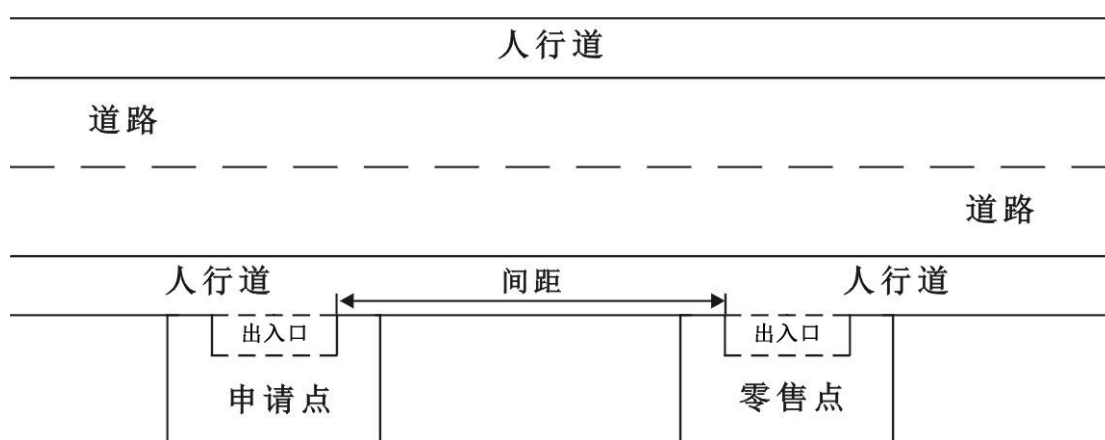 人行道
道路
道路
人行道
间距
人行道
出入口
出入口
申请点
零售点